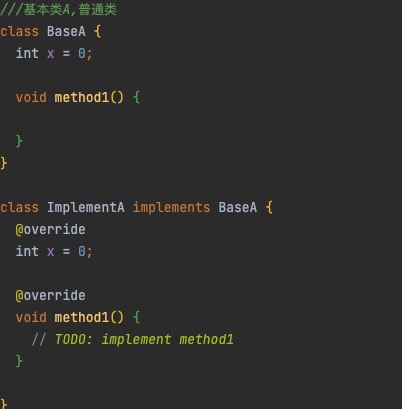 ///基本类A,普通类
class BaseA {
  int x = 0;
  void method1() {
  }
}
class ImplementA implements BaseA {
  @override
  int x = 0;
  @override
  void method1() {
    // TODO: implement method1
  }
}